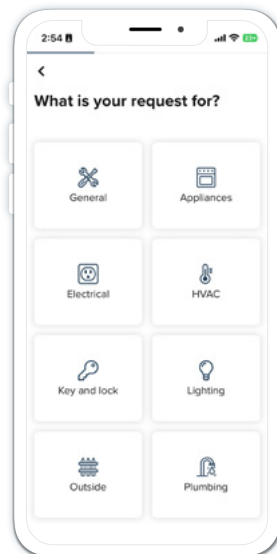 2:54
What is your request for?
General
Appliances
Electrical
HVAC
Key and lock
Lighting
Outside
Plumbing